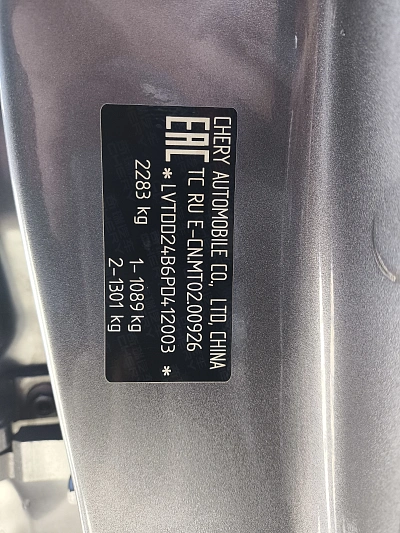 CHERY AUTOMOBILE CO., LTD, CHINA
EAC TC RU E-CN.MT02.00926
*LVTDD24B6PD412003*
2283 kg
1-1089 kg
2-1301 kg